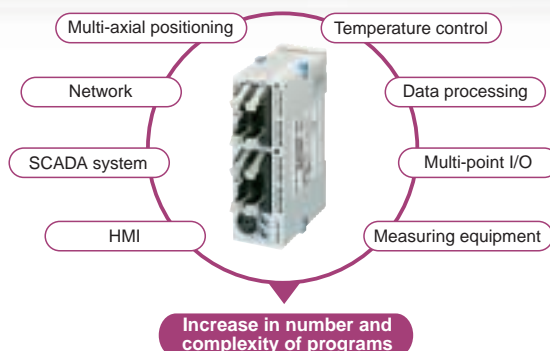 Multi-axial positioning
Temperature control
Network
Data processing
SCADA system
Multi-point I/O
HMI
Measuring equipment
Increase in number and
complexity of programs